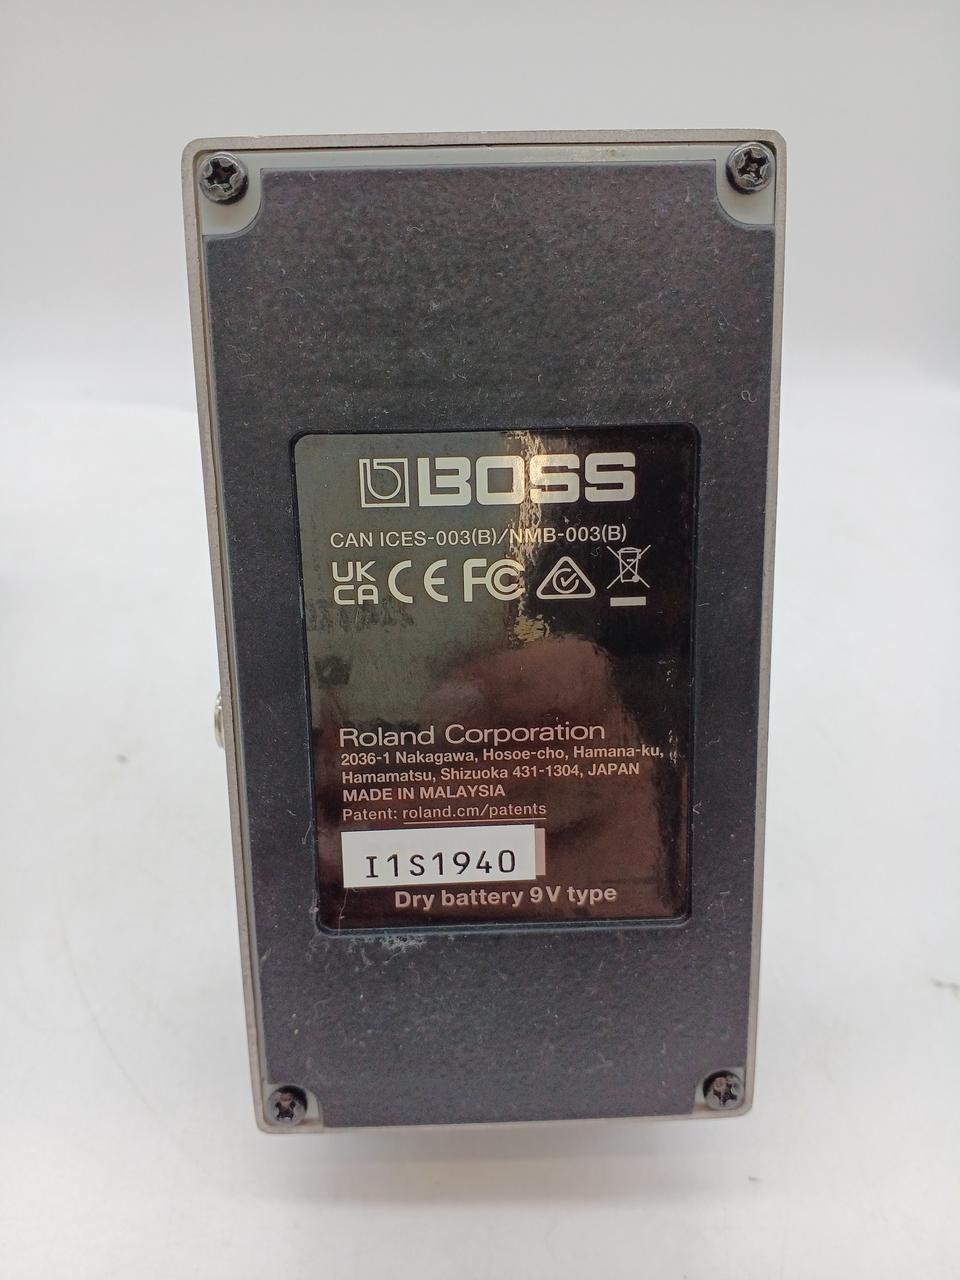 BOSS
CAN ICES-003(B)/NMB-003(B)
UK
CA CE FC
Roland Corporation
2036-1 Nakagawa, Hosoe-cho, Hamana-ku,
Hamamatsu, Shizuoka 431-1304, JAPAN
MADE IN MALAYSIA
Patent: roland.cm/patents
I1S1940
Dry battery 9V type